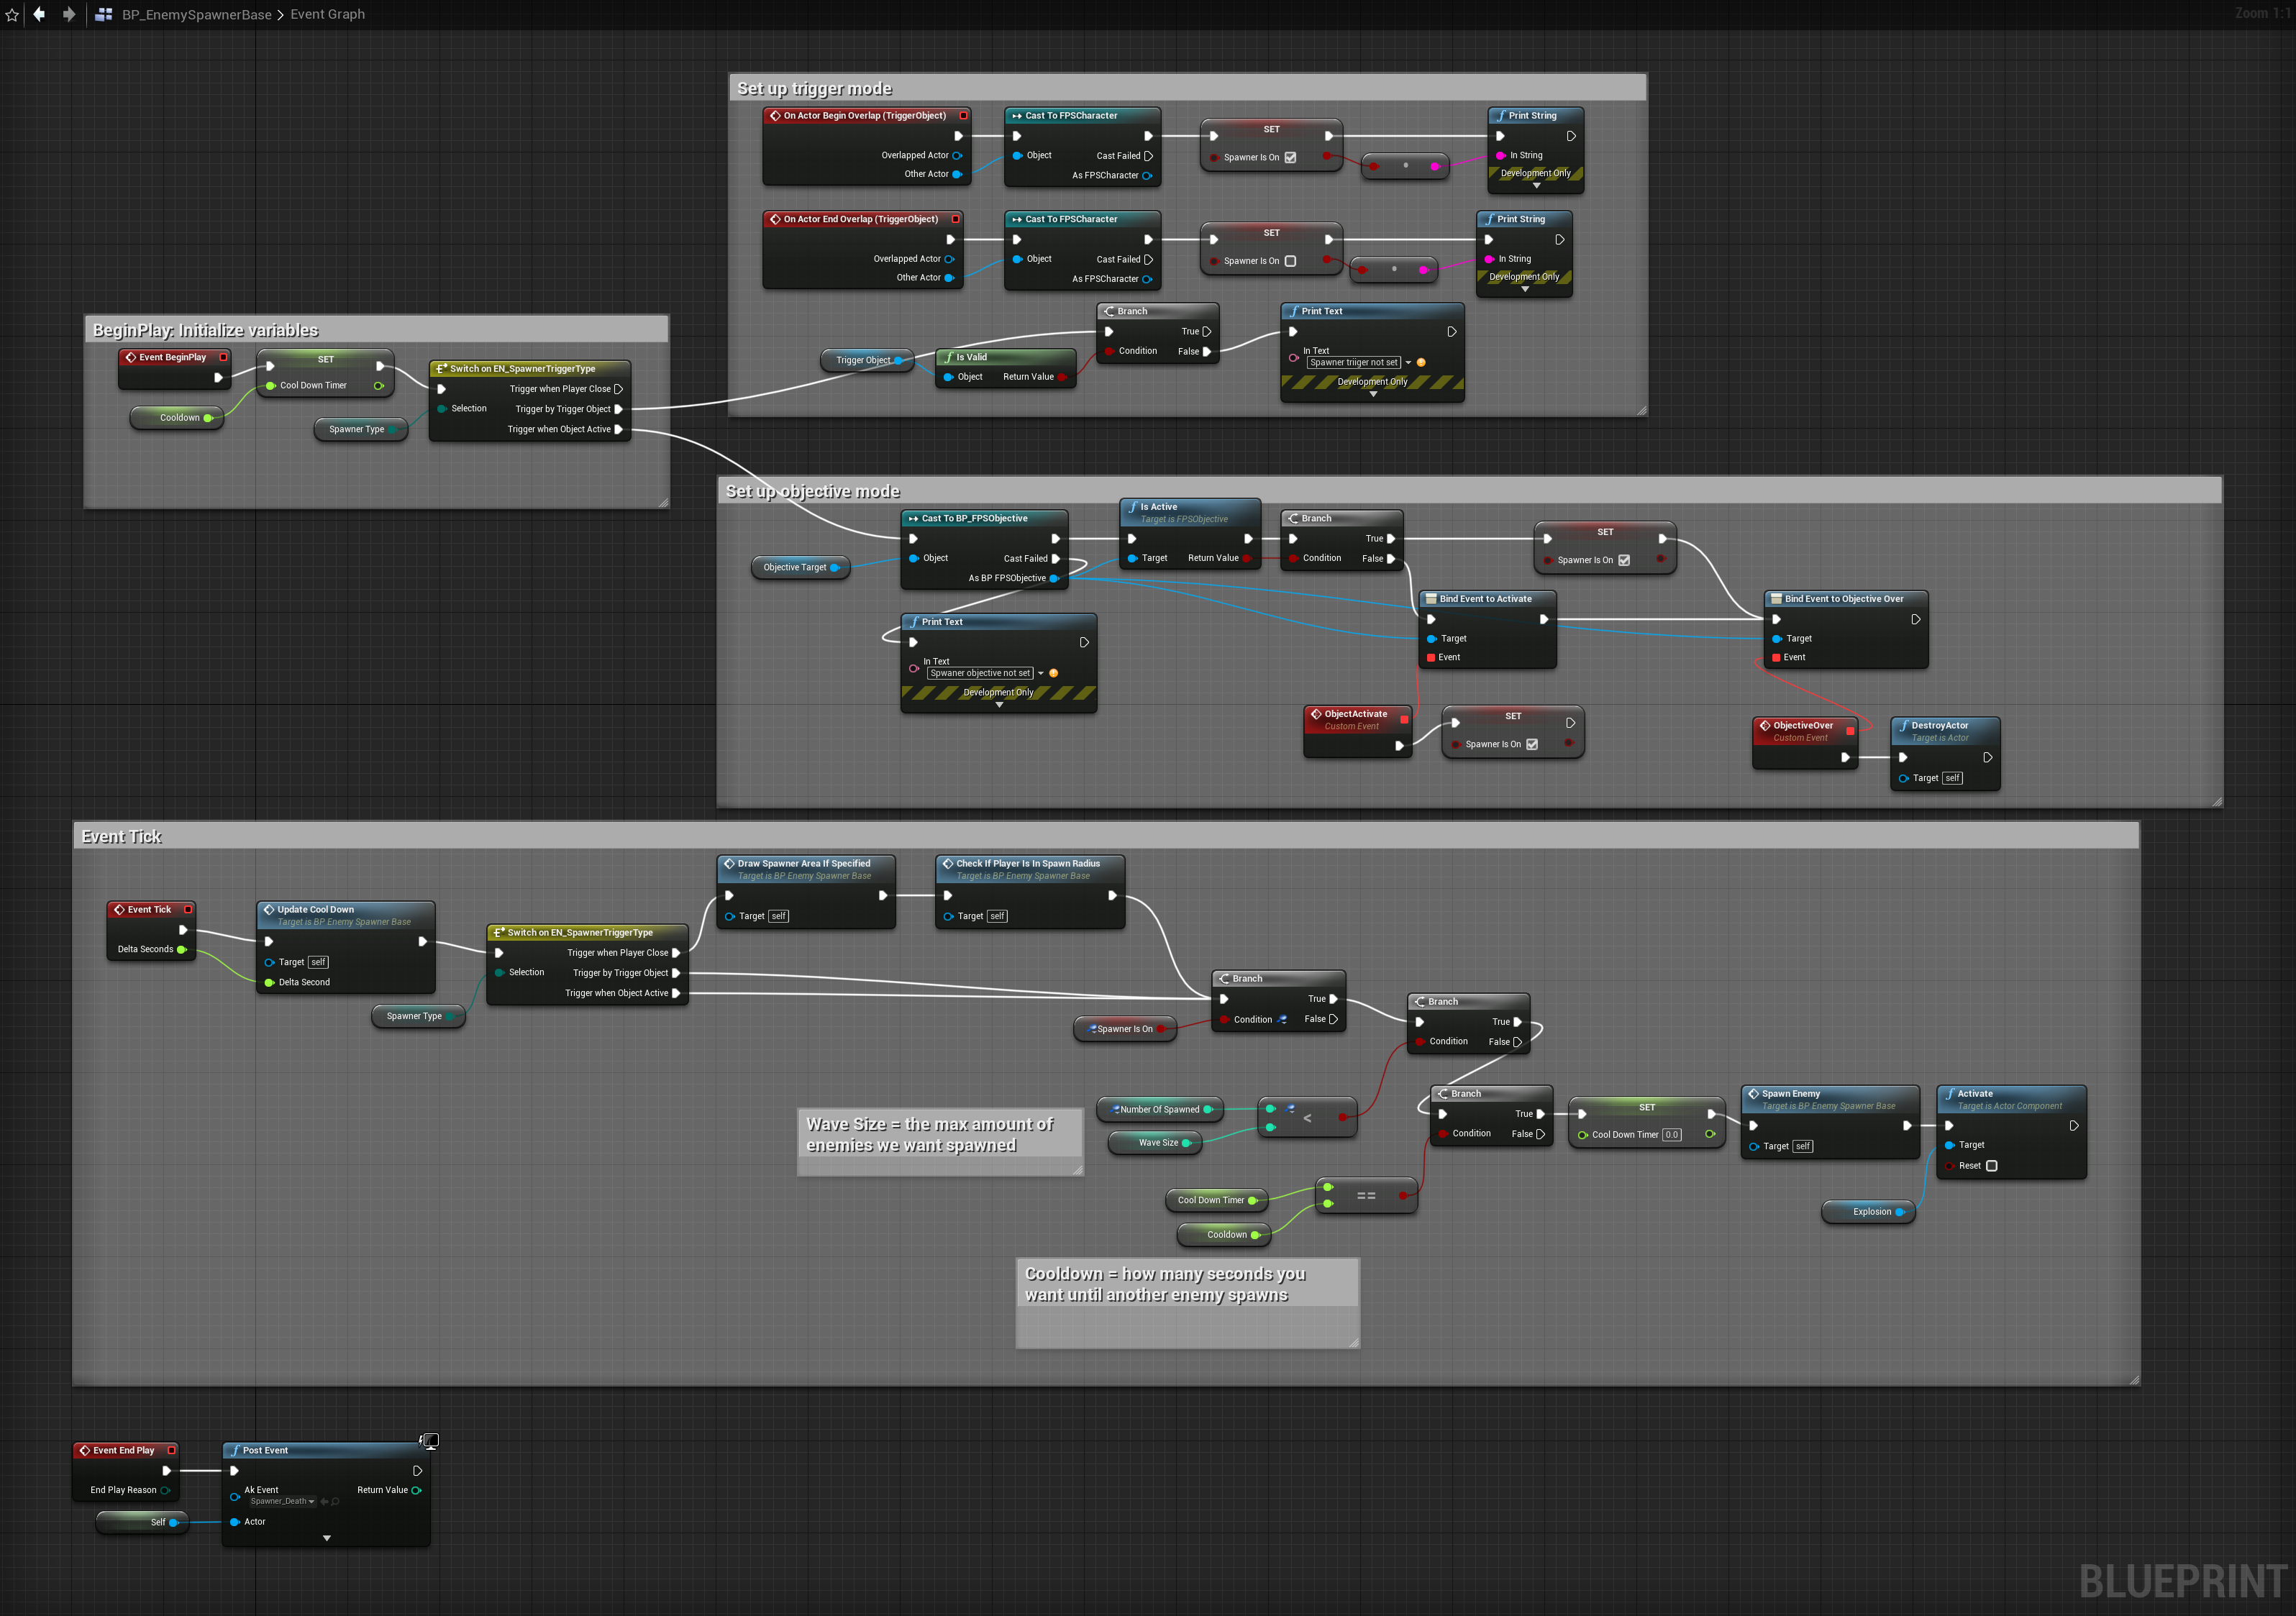 BP_EnemySpawnerBase > Event Graph
Zoom 1:1
Set up trigger mode
On Actor Begin Overlap (TriggerObject)
Overlapped Actor
Other Actor
Cast To FPSCharacter
Object
Cast Failed
As FPSCharacter
SET
Spawner Is On
Print String
In String
Development Only
On Actor End Overlap (TriggerObject)
Overlapped Actor
Other Actor
Cast To FPSCharacter
Object
Cast Failed
As FPSCharacter
SET
Spawner Is On
Print String
In String
Development Only
Trigger Object
Is Valid
Object Return Value
Branch
True
Condition False
Print Text
In Text
Spawner triiger not set
Development Only
BeginPlay: Initialize variables
Event BeginPlay
Cooldown
SET
Cool Down Timer
Spawner Type
Switch on EN_SpawnerTriggerType
Trigger when Player Close
Selection Trigger by Trigger Object
Trigger when Object Active
Set up objective mode
Objective Target
Cast To BP_FPSObjective
Object
Cast Failed
As BP FPSObjective
Is Active
Target is FPSObjective
Target Return Value
Branch
True
Condition False
SET
Spawner Is On
Print Text
In Text
Spwaner objective not set
Development Only
Bind Event to Activate
Target
Event
Bind Event to Objective Over
Target
Event
ObjectActivate
Custom Event
SET
Spawner Is On
ObjectiveOver
Custom Event
DestroyActor
Target is Actor
Target self
Event Tick
Event Tick
Delta Seconds
Update Cool Down
Target is BP Enemy Spawner Base
Target self
Delta Second
Spawner Type
Switch on EN_SpawnerTriggerType
Trigger when Player Close
Selection Trigger by Trigger Object
Trigger when Object Active
Draw Spawner Area If Specified
Target is BP Enemy Spawner Base
Target self
Check If Player Is In Spawn Radius
Target is BP Enemy Spawner Base
Target self
Spawner Is On
Branch
True
Condition False
Branch
True
Condition False
Number Of Spawned
Wave Size
<
Wave Size = the max amount of
enemies we want spawned
Branch
True
Condition False
Cool Down Timer
Cooldown
==
SET
Cool Down Timer 0.0
Spawn Enemy
Target is BP Enemy Spawner Base
Target self
Activate
Target is Actor Component
Target
Reset
Explosion
Cooldown = how many seconds you
want until another enemy spawns
Event End Play
End Play Reason
Self
Post Event
Ak Event
Spawner_Death
Return Value
Actor
BLUEPRINT